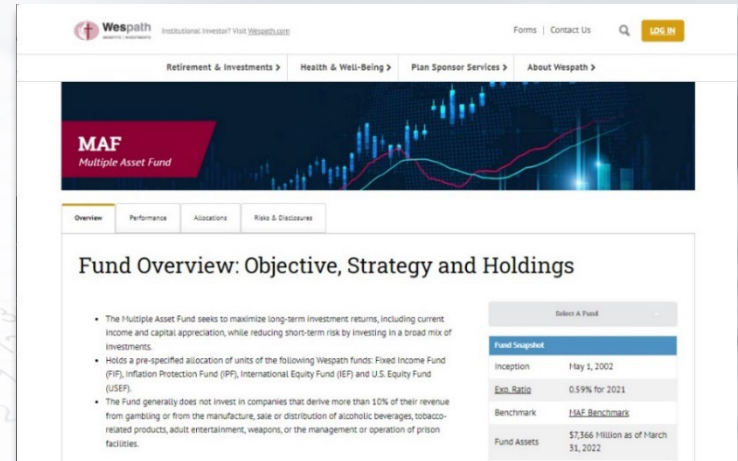 Wespath
BENEFITS | INVESTMENTS
Institutional Investor? Visit Wespath.com
Forms | Contact Us
LOG IN
Retirement & Investments > Health & Well-Being > Plan Sponsor Services > About Wespath >
MAF
Multiple Asset Fund
Overview Performance Allocations Risks & Disclosures
Fund Overview: Objective, Strategy and Holdings
• The Multiple Asset Fund seeks to maximize long-term investment returns, including current
income and capital appreciation, while reducing short-term risk by investing in a broad mix of
investments.
• Holds a pre-specified allocation of units of the following Wespath funds: Fixed Income Fund
(FIF), Inflation Protection Fund (IPF), International Equity Fund (IEF) and U.S. Equity Fund
(USEF).
• The Fund generally does not invest in companies that derive more than 10% of their revenue
from gambling or from the manufacture, sale or distribution of alcoholic beverages, tobacco-
related products, adult entertainment, weapons, or the management or operation of prison
facilities.
Select A Fund
Fund Snapshot
Inception May 1, 2002
Exp. Ratio 0.59% for 2021
Benchmark MAF Benchmark
Fund Assets $7,366 Million as of March
31, 2022